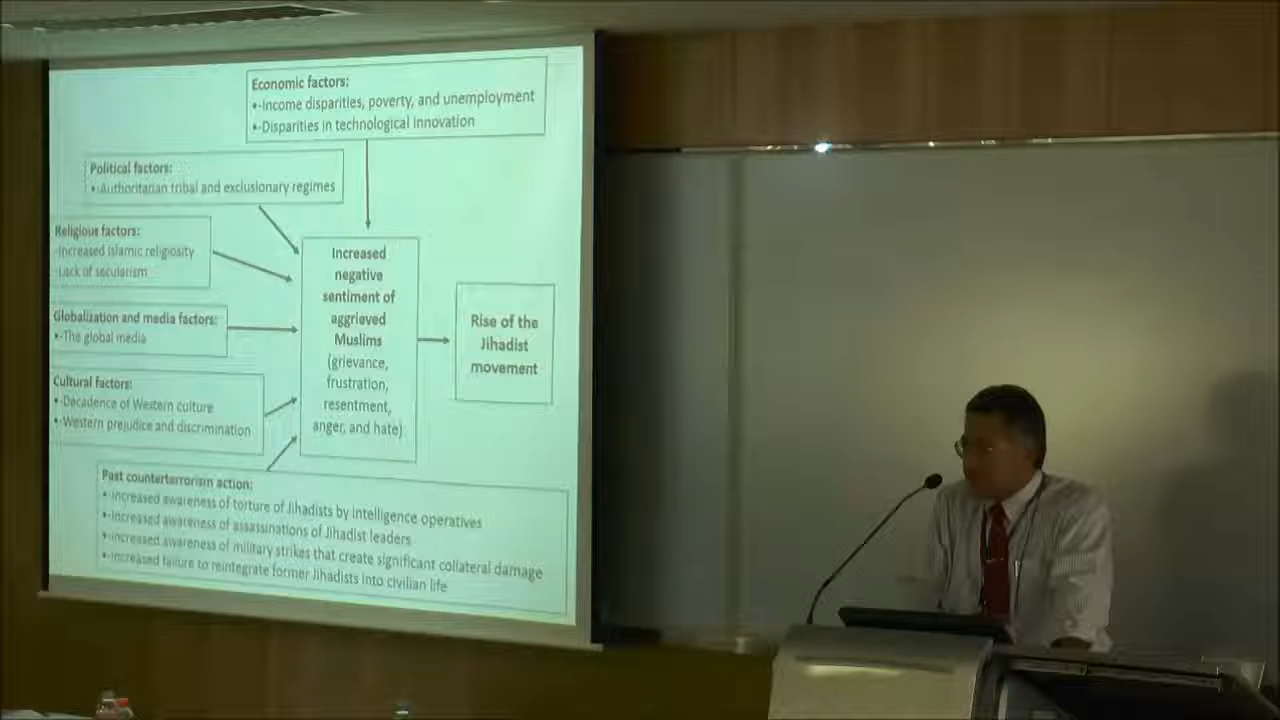 Economic factors:
•-Income disparities, poverty, and unemployment
•-Disparities in technological innovation
Political factors:
•-Authoritarian tribal and exclusionary regimes
Religious factors:
-Increased Islamic religiosity
-Lack of secularism
Globalization and media factors:
•-The global media
Cultural factors:
•-Decadence of Western culture
•-Western prejudice and discrimination
Past counterterrorism action:
•-Increased awareness of torture of Jihadists by intelligence operatives
•-Increased awareness of assassinations of Jihadist leaders
•-Increased awareness of military strikes that create significant collateral damage
•-Increased failure to reintegrate former Jihadists into civilian life
Increased
negative
sentiment of
aggrieved
Muslims
(grievance,
frustration,
resentment,
anger, and hate)
Rise of the
Jihadist
movement